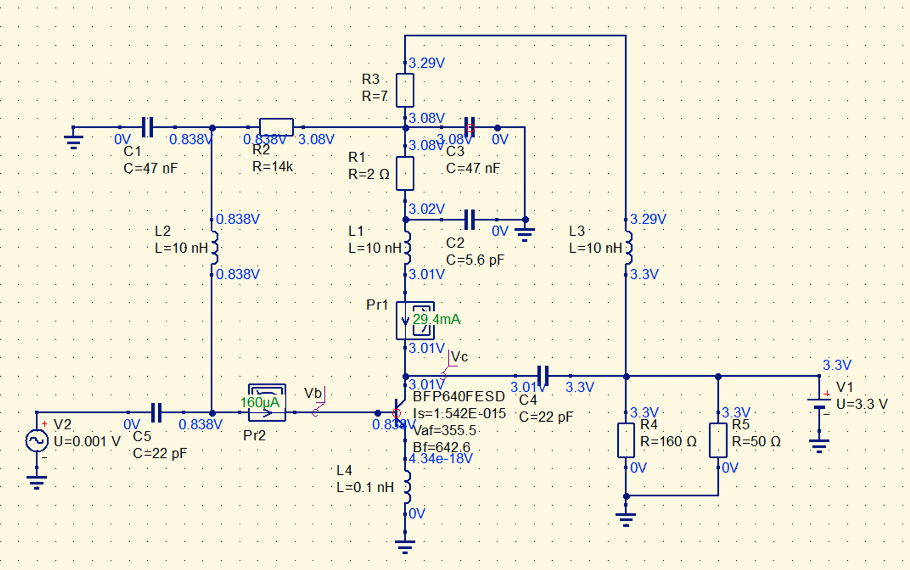 3.29V
R3
R=7
3.08V
0V
0.838V
0.838V
3.08V
3.08V
0V
C1
C=47 nF
R2
R=14k
3.08V
R1
R=2 Ω
C3
C=47 nF
3.02V
0V
C2
C=5.6 pF
0.838V
L2
L=10 nH
0.838V
L1
L=10 nH
3.01V
3.29V
L3
L=10 nH
3.3V
Pr1
29.4mA
3.01V
Vc
3.01V
3.01V
3.3V
C4
C=22 pF
3.3V
V1
U=3.3 V
BFP640FESD
Is=1.542E-015
Vaf=355.5
Bf=642.6
160µA
Pr2
Vb
V2
U=0.001 V
0V
0.838V
C5
C=22 pF
4.34e-18V
L4
L=0.1 nH
0V
3.3V
R4
R=160 Ω
0V
3.3V
R5
R=50 Ω
0V